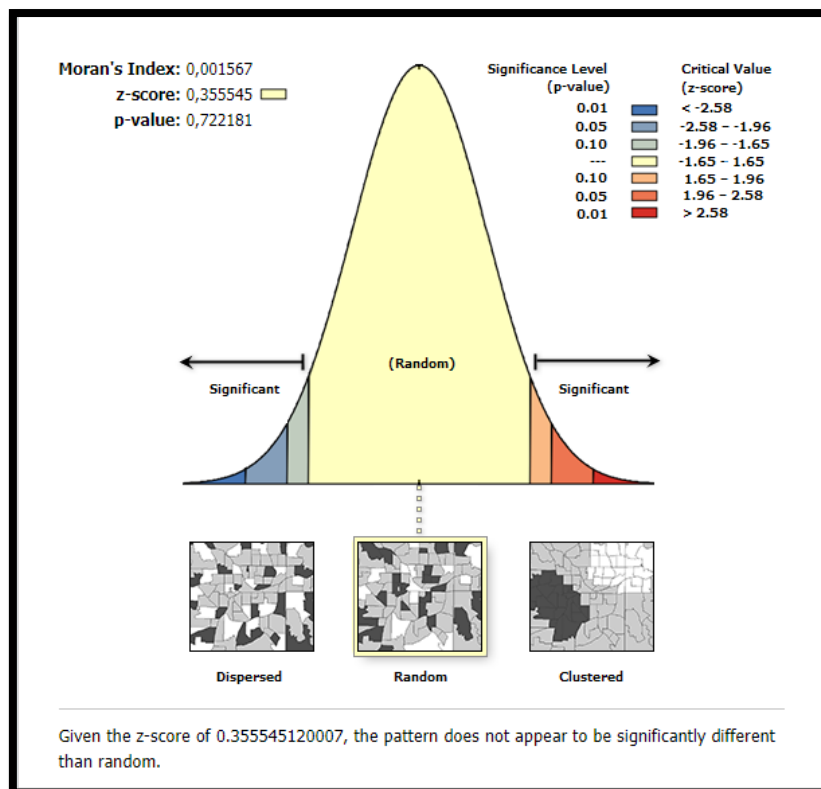 Moran's Index: 0,001567
z-score: 0,355545
p-value: 0,722181
Significance Level
(p-value)
Critical Value
(z-score)
0.01 < -2.58
0.05 -2.58 – -1.96
0.10 -1.96 – -1.65
--- -1.65 – 1.65
0.10 1.65 – 1.96
0.05 1.96 – 2.58
0.01 > 2.58
(Random)
Significant
Significant
Dispersed
Random
Clustered
Given the z-score of 0.355545120007, the pattern does not appear to be significantly different
than random.